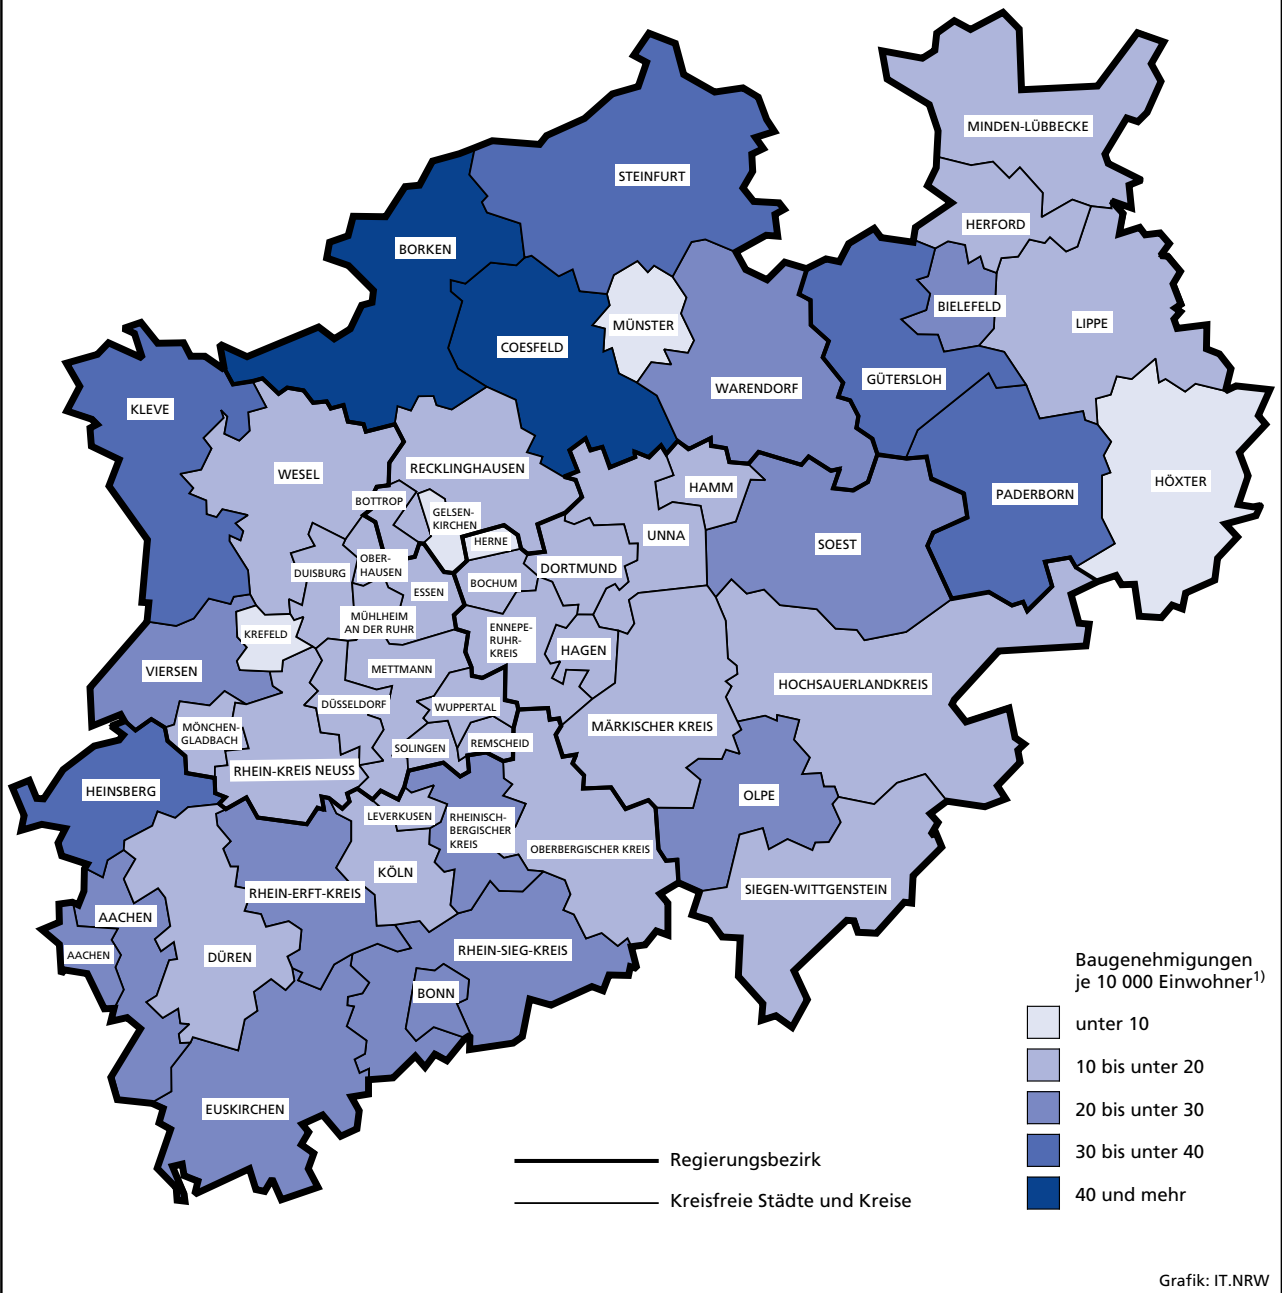 MINDEN-LÜBBECKE
STEINFURT
HERFORD
BORKEN
BIELEFELD
MÜNSTER
LIPPE
COESFELD
GÜTERSLOH
WARENDORF
KLEVE
RECKLINGHAUSEN
WESEL
HÖXTER
HAMM
PADERBORN
BOTTROP
GELSEN-
KIRCHEN
UNNA
HERNE
SOEST
OBER-
HAUSEN
DUISBURG
DORTMUND
BOCHUM
ESSEN
MÜHLHEIM
AN DER RUHR
KREFELD
ENNEPE-
RUHR-
KREIS
HAGEN
METTMANN
VIERSEN
HOCHSAUERLANDKREIS
DÜSSELDORF
WUPPERTAL
MÖNCHEN-
GLADBACH
MÄRKISCHER KREIS
REMSCHEID
SOLINGEN
RHEIN-KREIS NEUSS
HEINSBERG
OLPE
LEVERKUSEN
RHEINISCH-
BERGISCHER
KREIS
OBERBERGISCHER KREIS
KÖLN
RHEIN-ERFT-KREIS
SIEGEN-WITTGENSTEIN
AACHEN
RHEIN-SIEG-KREIS
AACHEN
DÜREN
BONN
EUSKIRCHEN
Baugenehmigungen
je 10 000 Einwohner1)
unter 10
10 bis unter 20
20 bis unter 30
30 bis unter 40
40 und mehr
Regierungsbezirk
Kreisfreie Städte und Kreise
Grafik: IT.NRW